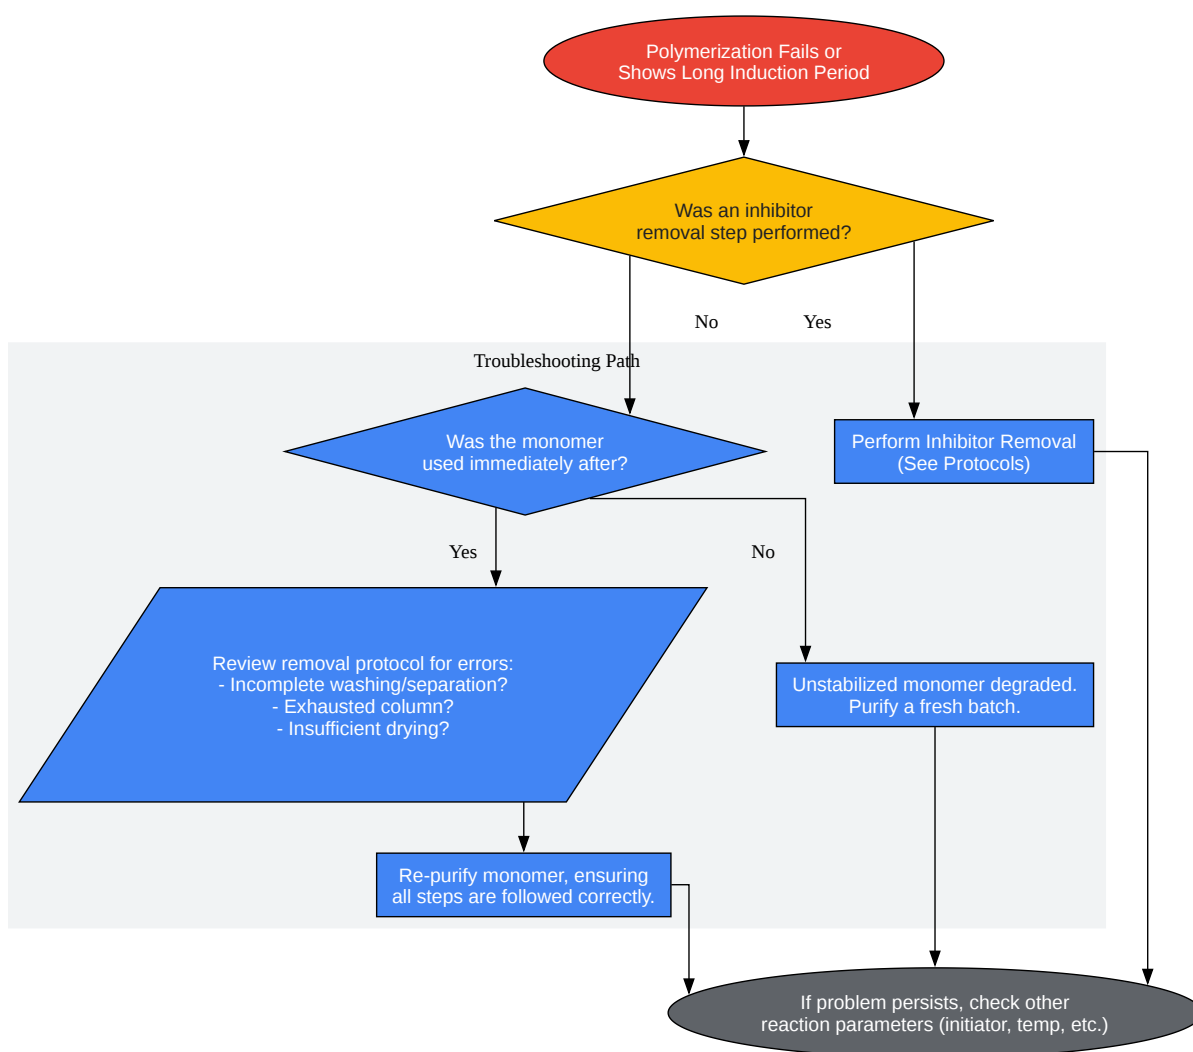 Polymerization Fails or
Shows Long Induction Period
Was an inhibitor
removal step performed?
No
Yes
Troubleshooting Path
Was the monomer
used immediately after?
Perform Inhibitor Removal
(See Protocols)
Yes
No
Review removal protocol for errors:
- Incomplete washing/separation?
- Exhausted column?
- Insufficient drying?
Unstabilized monomer degraded.
Purify a fresh batch.
Re-purify monomer, ensuring
all steps are followed correctly.
If problem persists, check other
reaction parameters (initiator, temp, etc.)